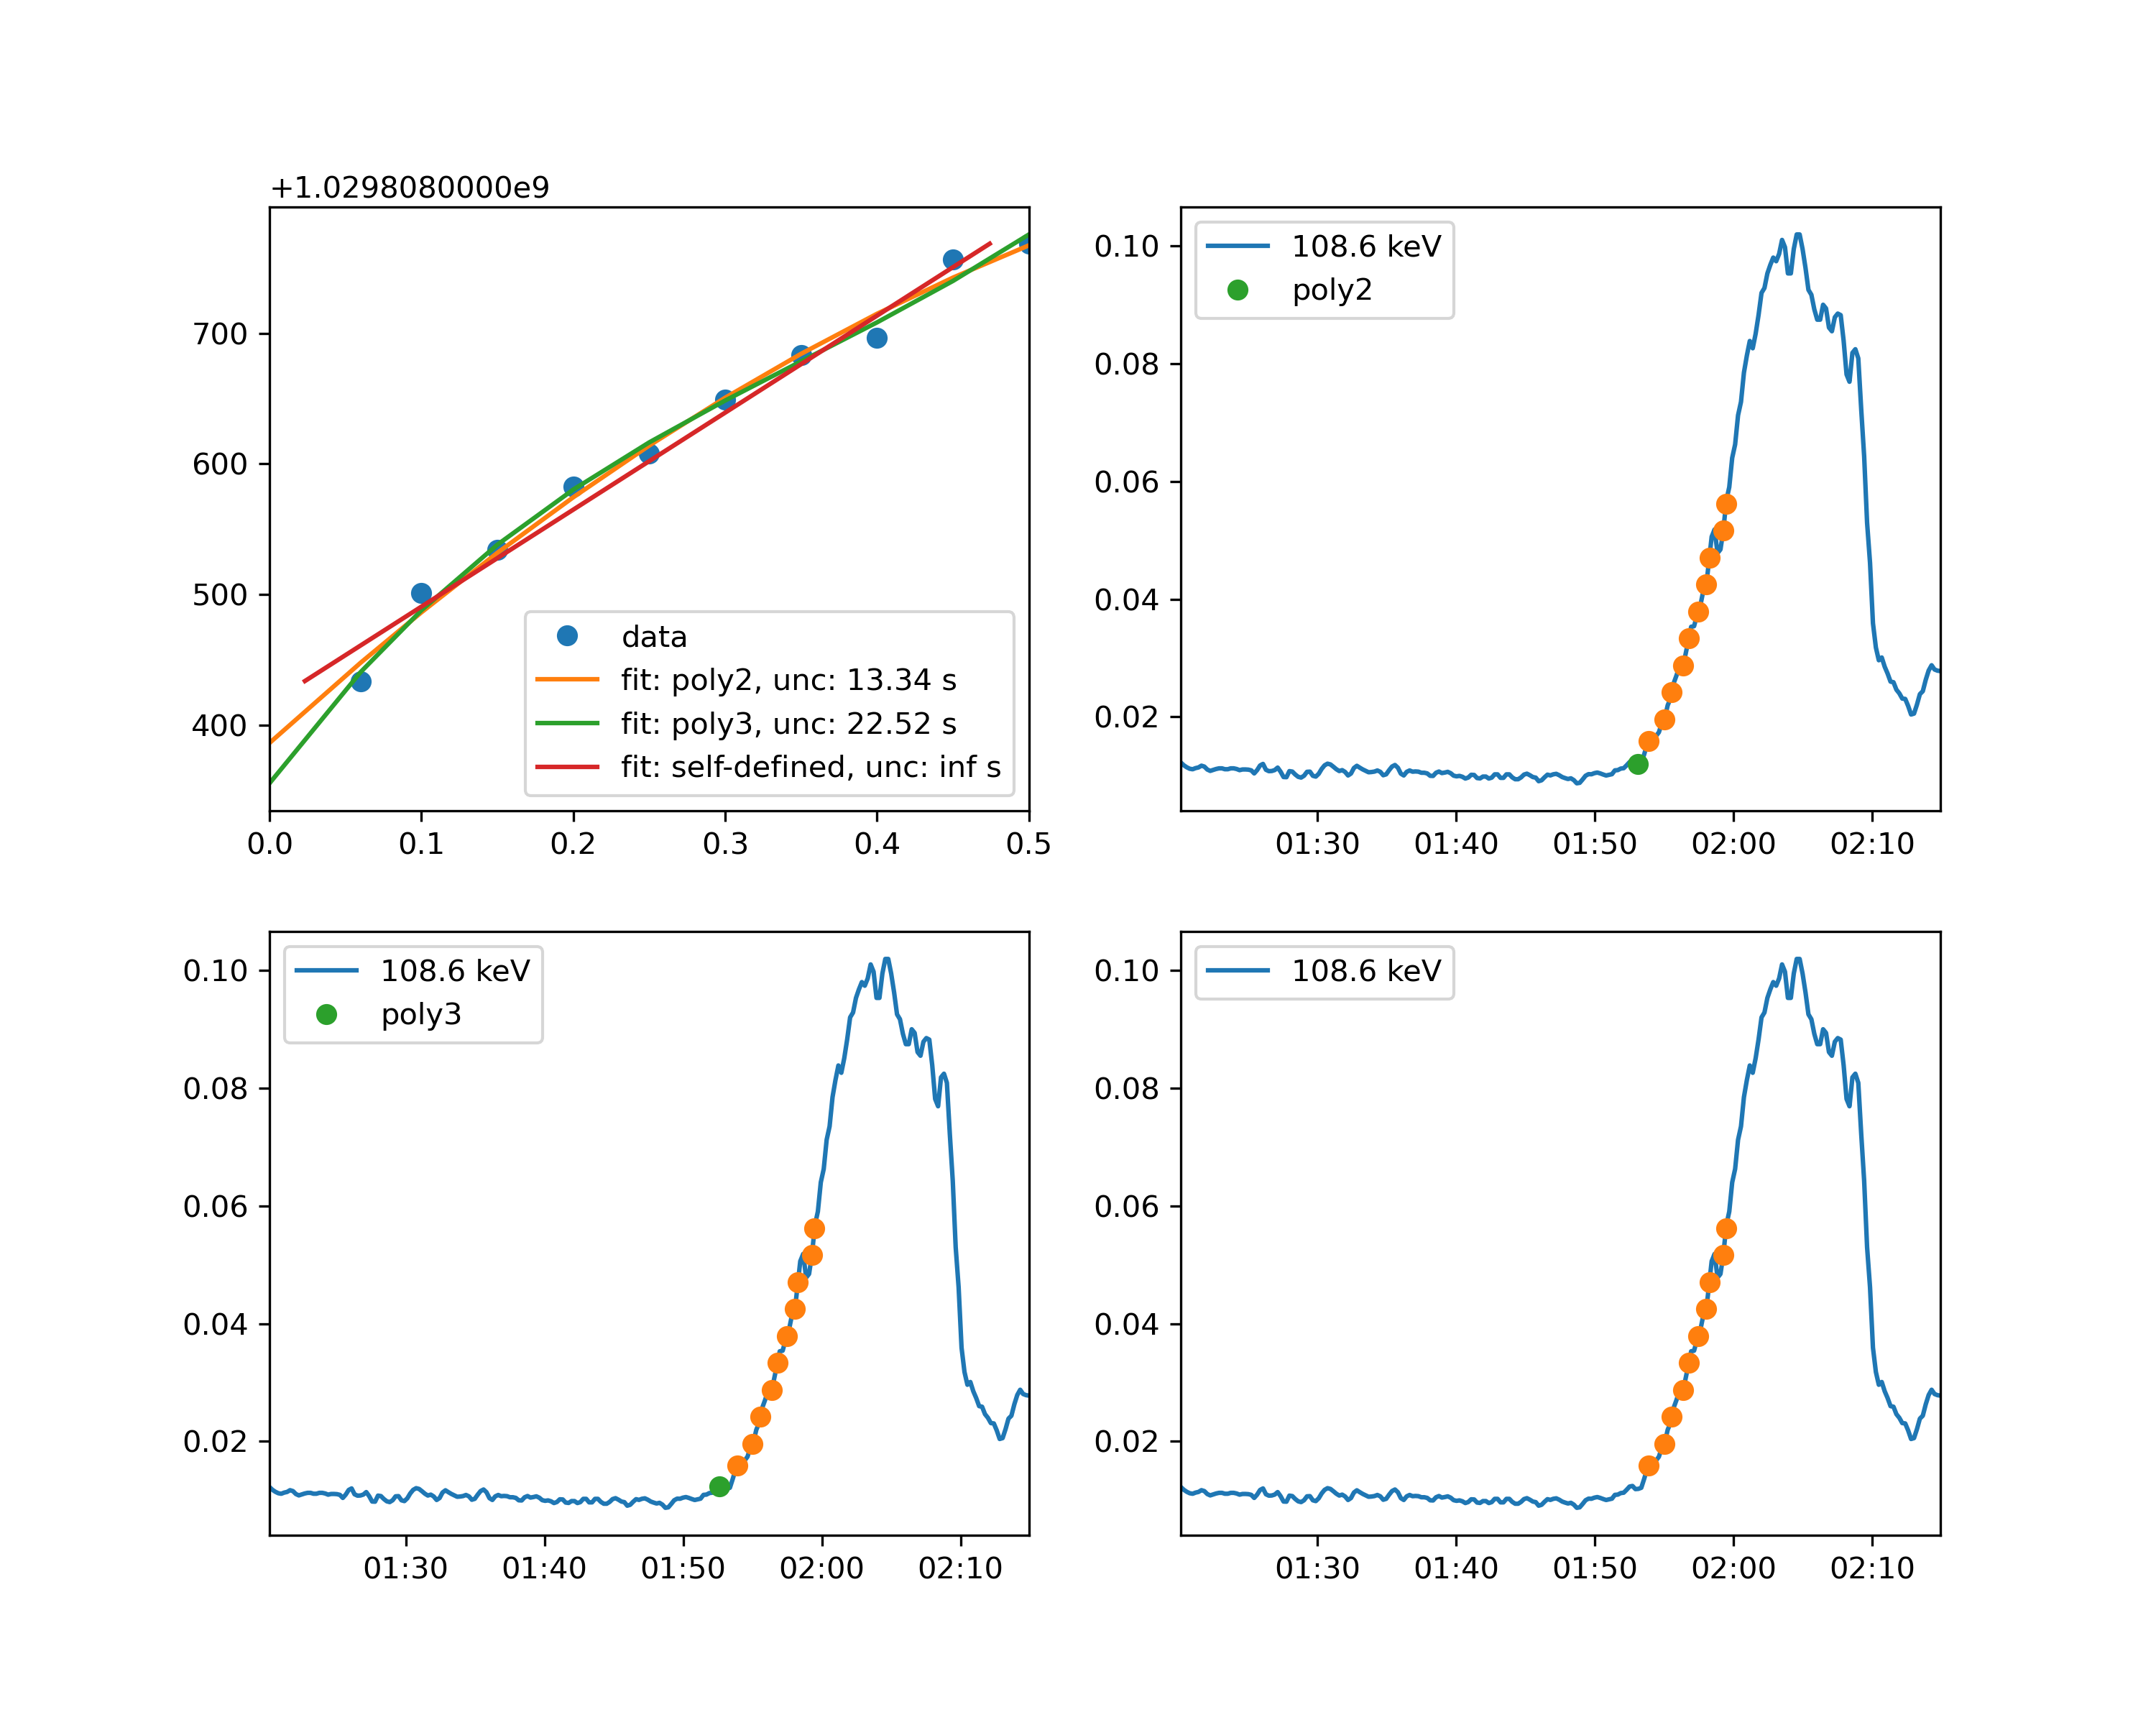 +1.0298080000e9
700
600
500
400
0.0 0.1 0.2 0.3 0.4 0.5
data
fit: poly2, unc: 13.34 s
fit: poly3, unc: 22.52 s
fit: self-defined, unc: inf s
0.10
0.08
0.06
0.04
0.02
01:30 01:40 01:50 02:00 02:10
108.6 keV
poly2
0.10
0.08
0.06
0.04
0.02
01:30 01:40 01:50 02:00 02:10
108.6 keV
poly3
0.10
0.08
0.06
0.04
0.02
01:30 01:40 01:50 02:00 02:10
108.6 keV